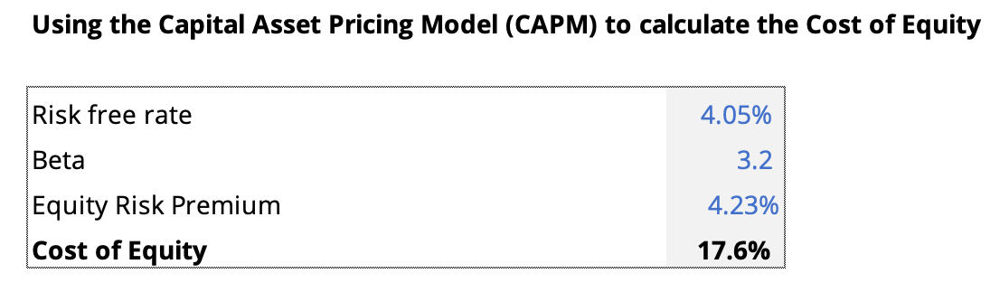 Using the Capital Asset Pricing Model (CAPM) to calculate the Cost of Equity
Risk free rate 4.05%
Beta 3.2
Equity Risk Premium 4.23%
Cost of Equity 17.6%